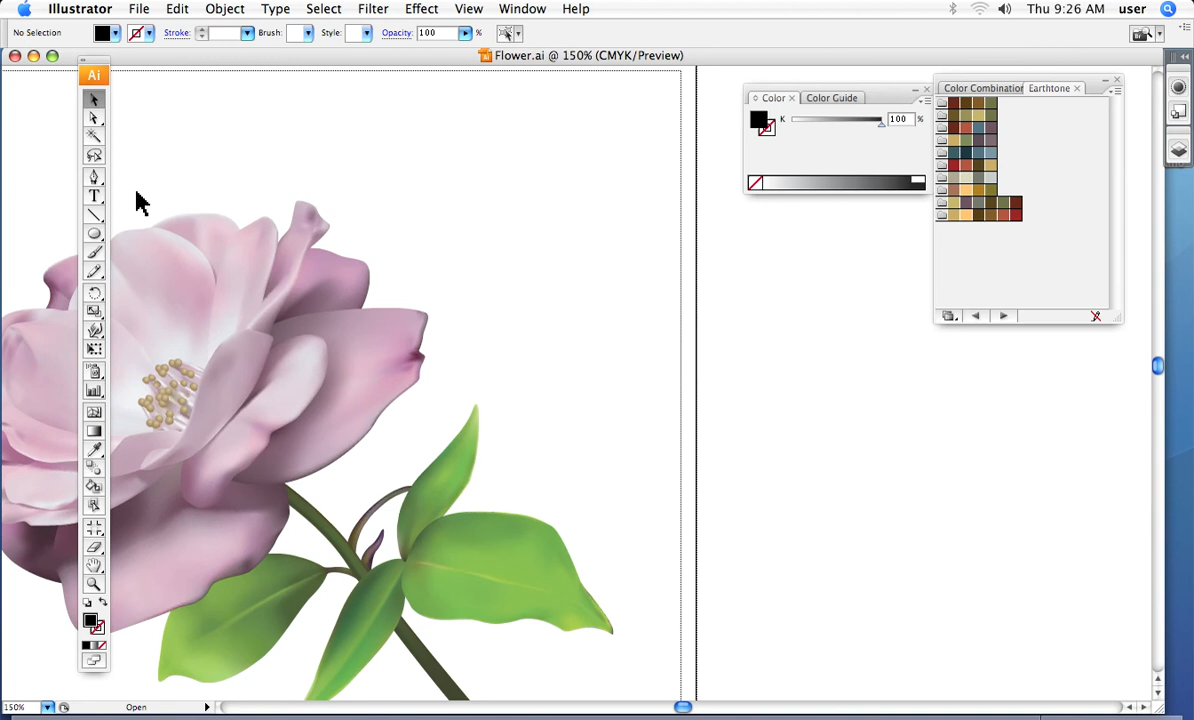 Illustrator File Edit Object Type Select Filter Effect View Window Help Thu 9:26 AM user
No Selection Stroke: Brush: Style: Opacity: 100 %
Flower.ai @ 150% (CMYK/Preview)
Ai
T
Color Color Guide
K 100 %
Color Combination Earthtone
150% Open